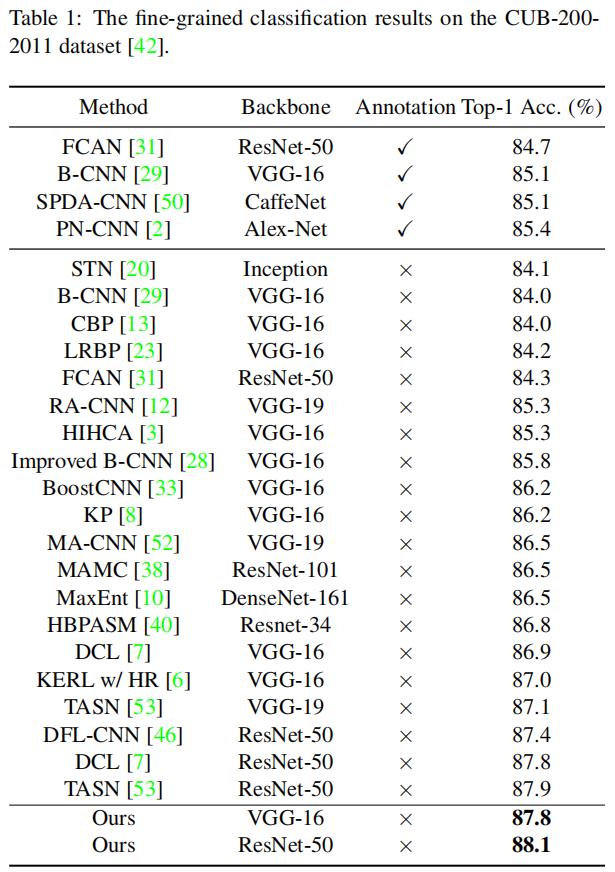 Table 1: The fine-grained classification results on the CUB-200-
2011 dataset [42].
Method Backbone Annotation Top-1 Acc. (%)
FCAN [31] ResNet-50 ✓ 84.7
B-CNN [29] VGG-16 ✓ 85.1
SPDA-CNN [50] CaffeNet ✓ 85.1
PN-CNN [2] Alex-Net ✓ 85.4
STN [20] Inception × 84.1
B-CNN [29] VGG-16 × 84.0
CBP [13] VGG-16 × 84.0
LRBP [23] VGG-16 × 84.2
FCAN [31] ResNet-50 × 84.3
RA-CNN [12] VGG-19 × 85.3
HIHCA [3] VGG-16 × 85.3
Improved B-CNN [28] VGG-16 × 85.8
BoostCNN [33] VGG-16 × 86.2
KP [8] VGG-16 × 86.2
MA-CNN [52] VGG-19 × 86.5
MAMC [38] ResNet-101 × 86.5
MaxEnt [10] DenseNet-161 × 86.5
HBPASM [40] Resnet-34 × 86.8
DCL [7] VGG-16 × 86.9
KERL w/ HR [6] VGG-16 × 87.0
TASN [53] VGG-19 × 87.1
DFL-CNN [46] ResNet-50 × 87.4
DCL [7] ResNet-50 × 87.8
TASN [53] ResNet-50 × 87.9
Ours VGG-16 × 87.8
Ours ResNet-50 × 88.1